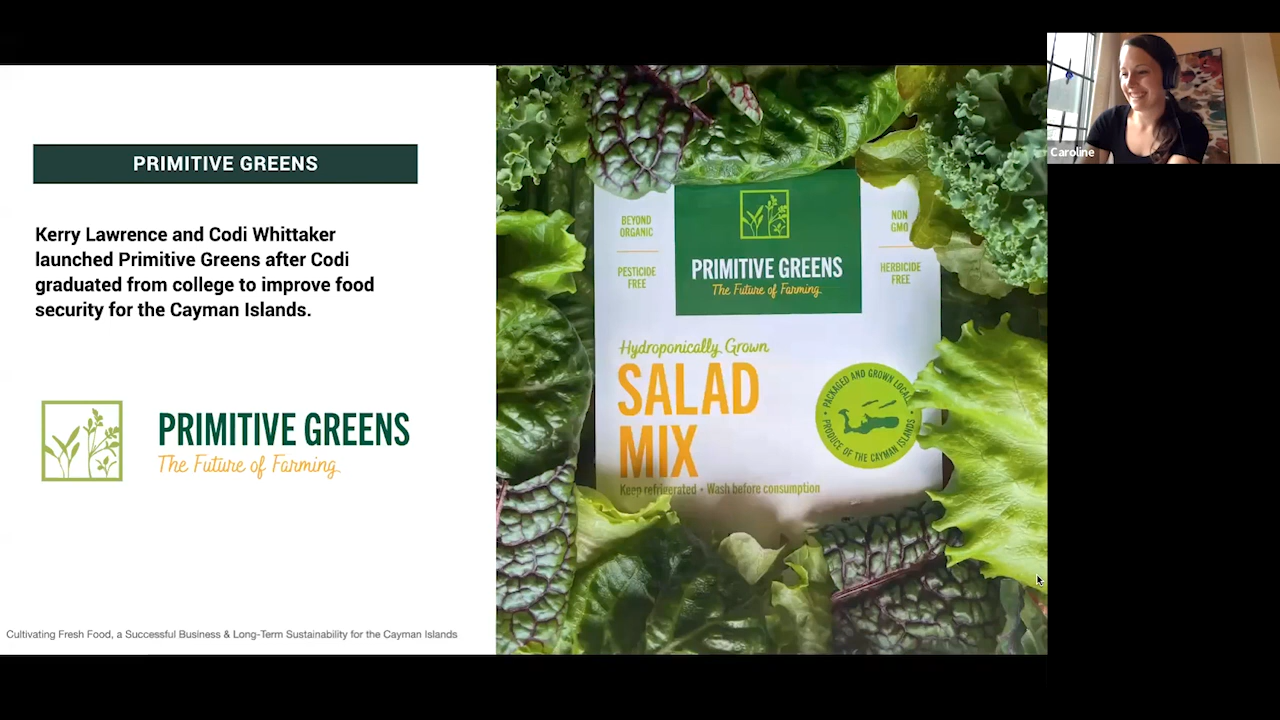 PRIMITIVE GREENS
Kerry Lawrence and Codi Whittaker
launched Primitive Greens after Codi
graduated from college to improve food
security for the Cayman Islands.
PRIMITIVE GREENS
The Future of Farming
Cultivating Fresh Food, a Successful Business & Long-Term Sustainability for the Cayman Islands
BEYOND
ORGANIC
PESTICIDE
FREE
PRIMITIVE GREENS
The Future of Farming
NON
GMO
HERBICIDE
FREE
Hydroponically Grown
SALAD
MIX
Keep refrigerated • Wash before consumption
PACKAGED AND GROWN
PRODUCE OF THE CAYMAN ISLANDS
Caroline